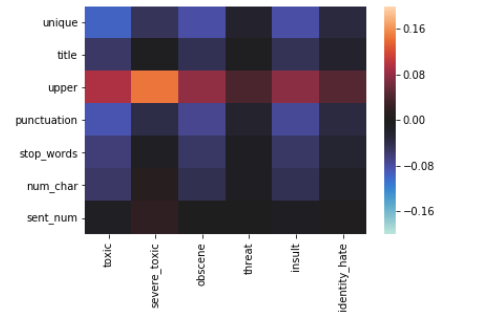 unique
title
upper
punctuation
stop_words
num_char
sent_num
toxic
severe_toxic
obscene
threat
insult
identity_hate
0.16
0.08
0.00
−0.08
−0.16